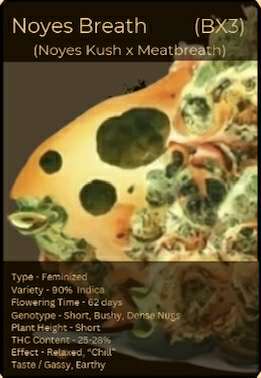 Noyes Breath (BX3)
(Noyes Kush x Meatbreath)
Type - Feminized
Variety - 90% Indica
Flowering Time - 62 days
Genotype - Short, Bushy, Dense Nugs
Plant Height - Short
THC Content - 25-28%
Effect - Relaxed, "Chill"
Taste / Gassy, Earthy